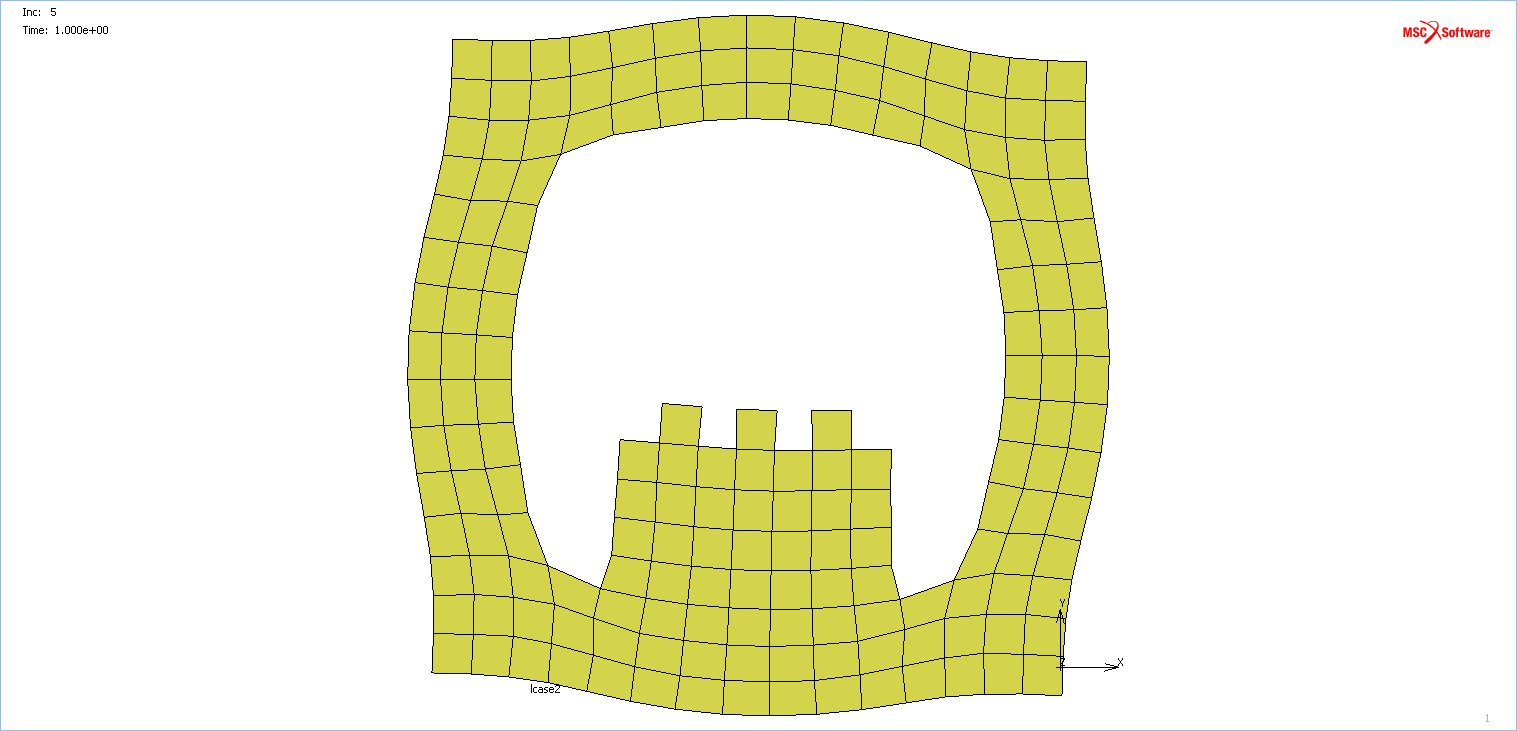 Inc: 5
Time: 1.000e+00
MSC Software
Y
Z
X
lcase2
1